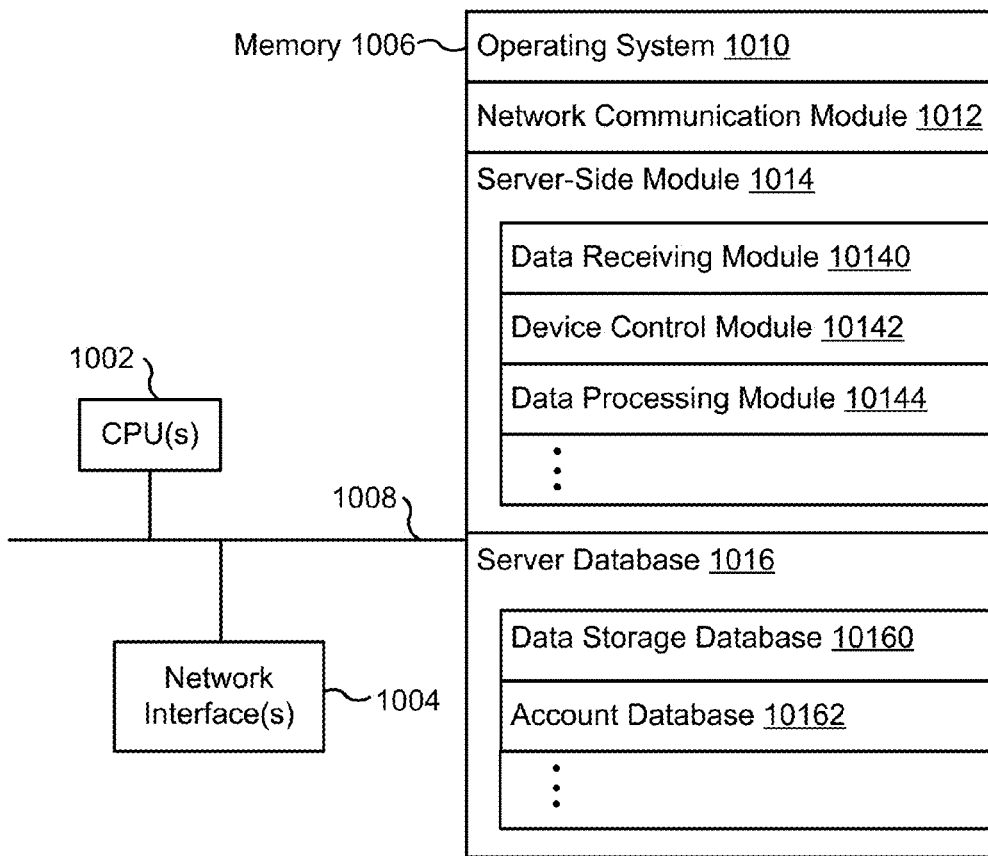 Memory 1006
Operating System 1010
Network Communication Module 1012
Server-Side Module 1014
Data Receiving Module 10140
Device Control Module 10142
Data Processing Module 10144
1002
CPU(s)
1008
Network
Interface(s)
1004
Server Database 1016
Data Storage Database 10160
Account Database 10162